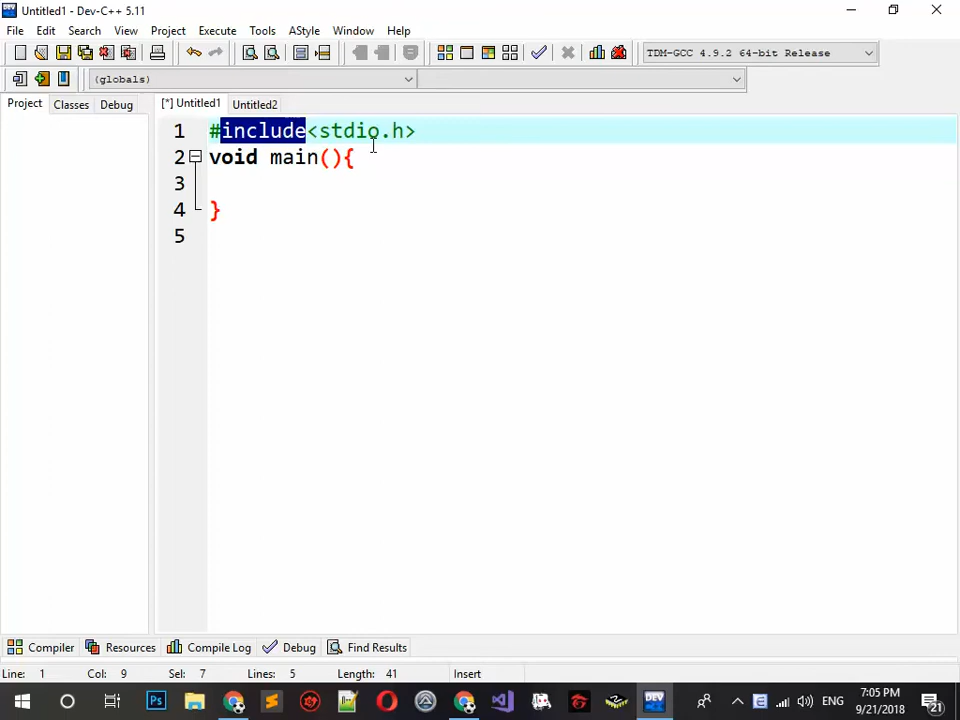 Untitled1 - Dev-C++ 5.11
File Edit Search View Project Execute Tools AStyle Window Help
TDM-GCC 4.9.2 64-bit Release
(globals)
Project Classes Debug [*] Untitled1 Untitled2
1 #include<stdio.h>
2 void main(){
3
4 }
5
Compiler Resources Compile Log Debug Find Results
Line: 1 Col: 9 Sel: 7 Lines: 5 Length: 41 Insert
Ps DEV ENG 7:05 PM
9/21/2018 21